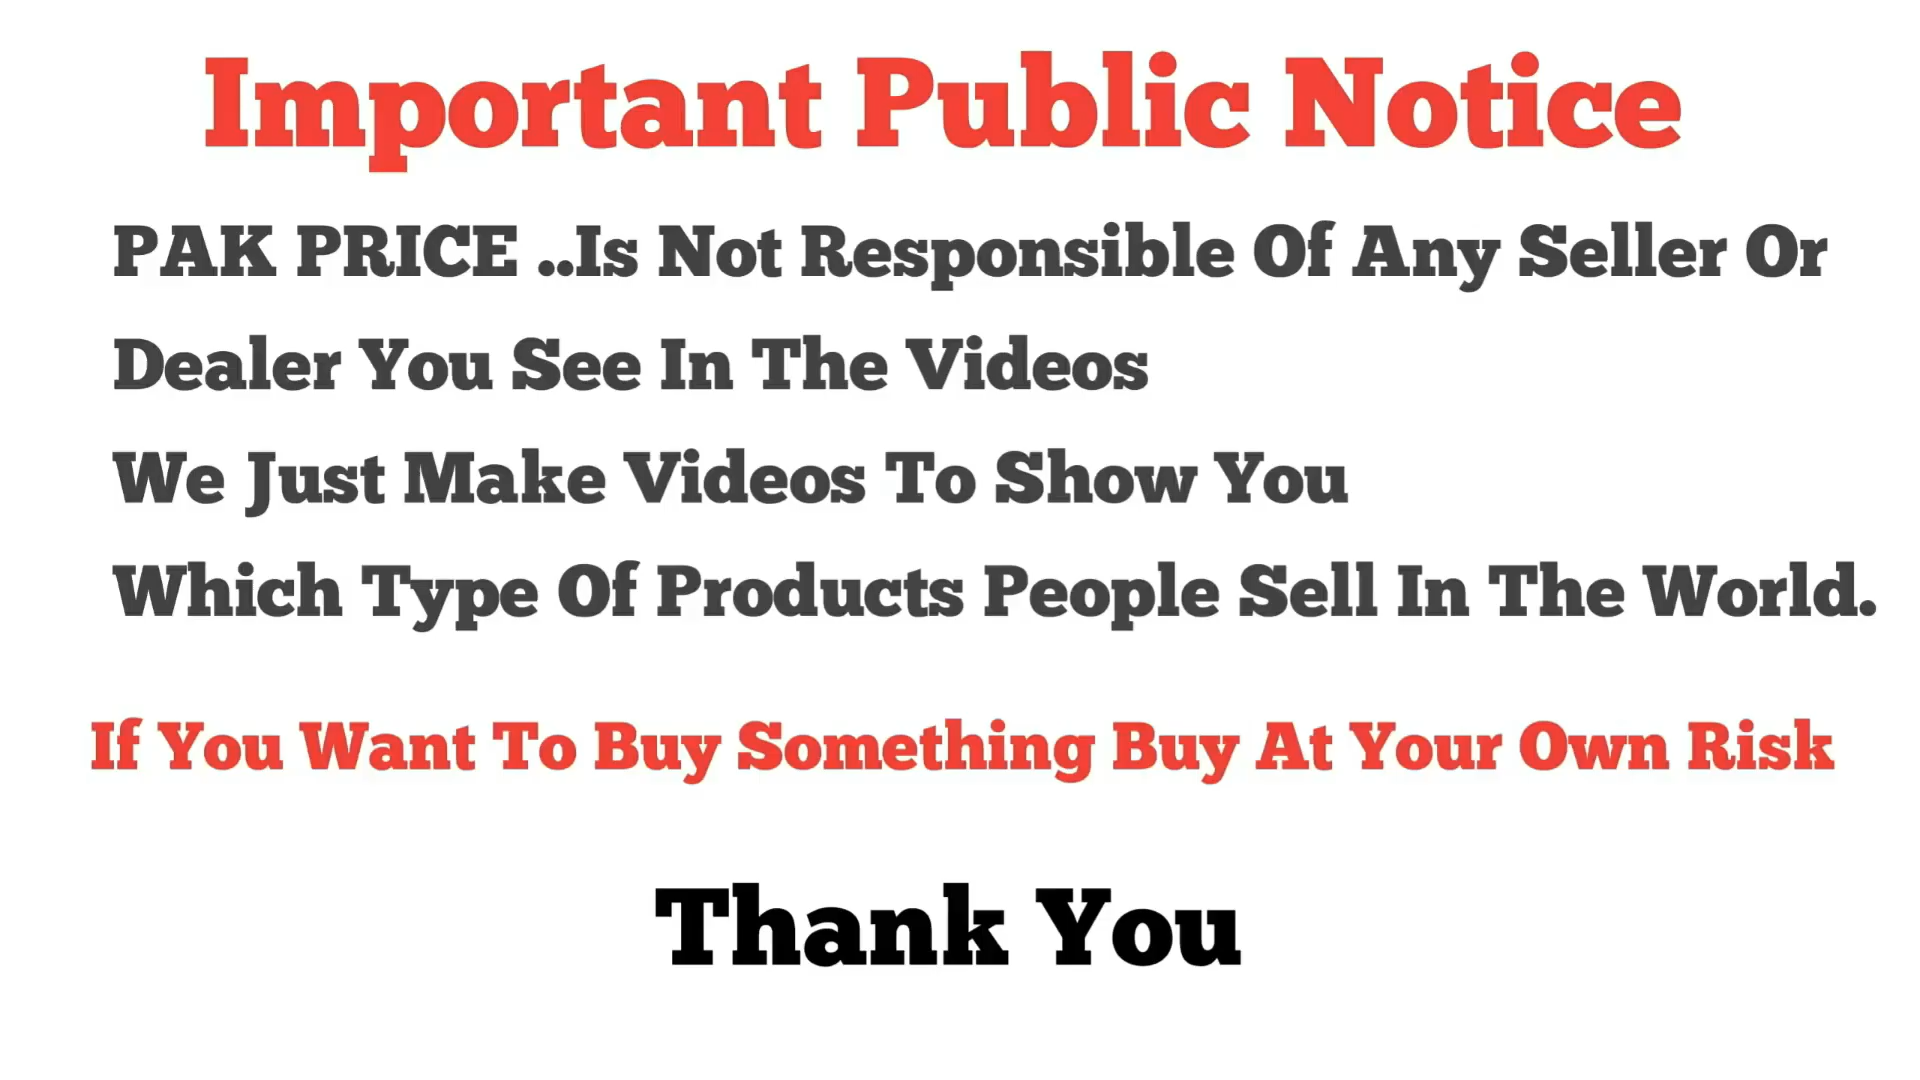 Important Public Notice
PAK PRICE ..Is Not Responsible Of Any Seller Or
Dealer You See In The Videos
We Just Make Videos To Show You
Which Type Of Products People Sell In The World.
If You Want To Buy Something Buy At Your Own Risk
Thank You